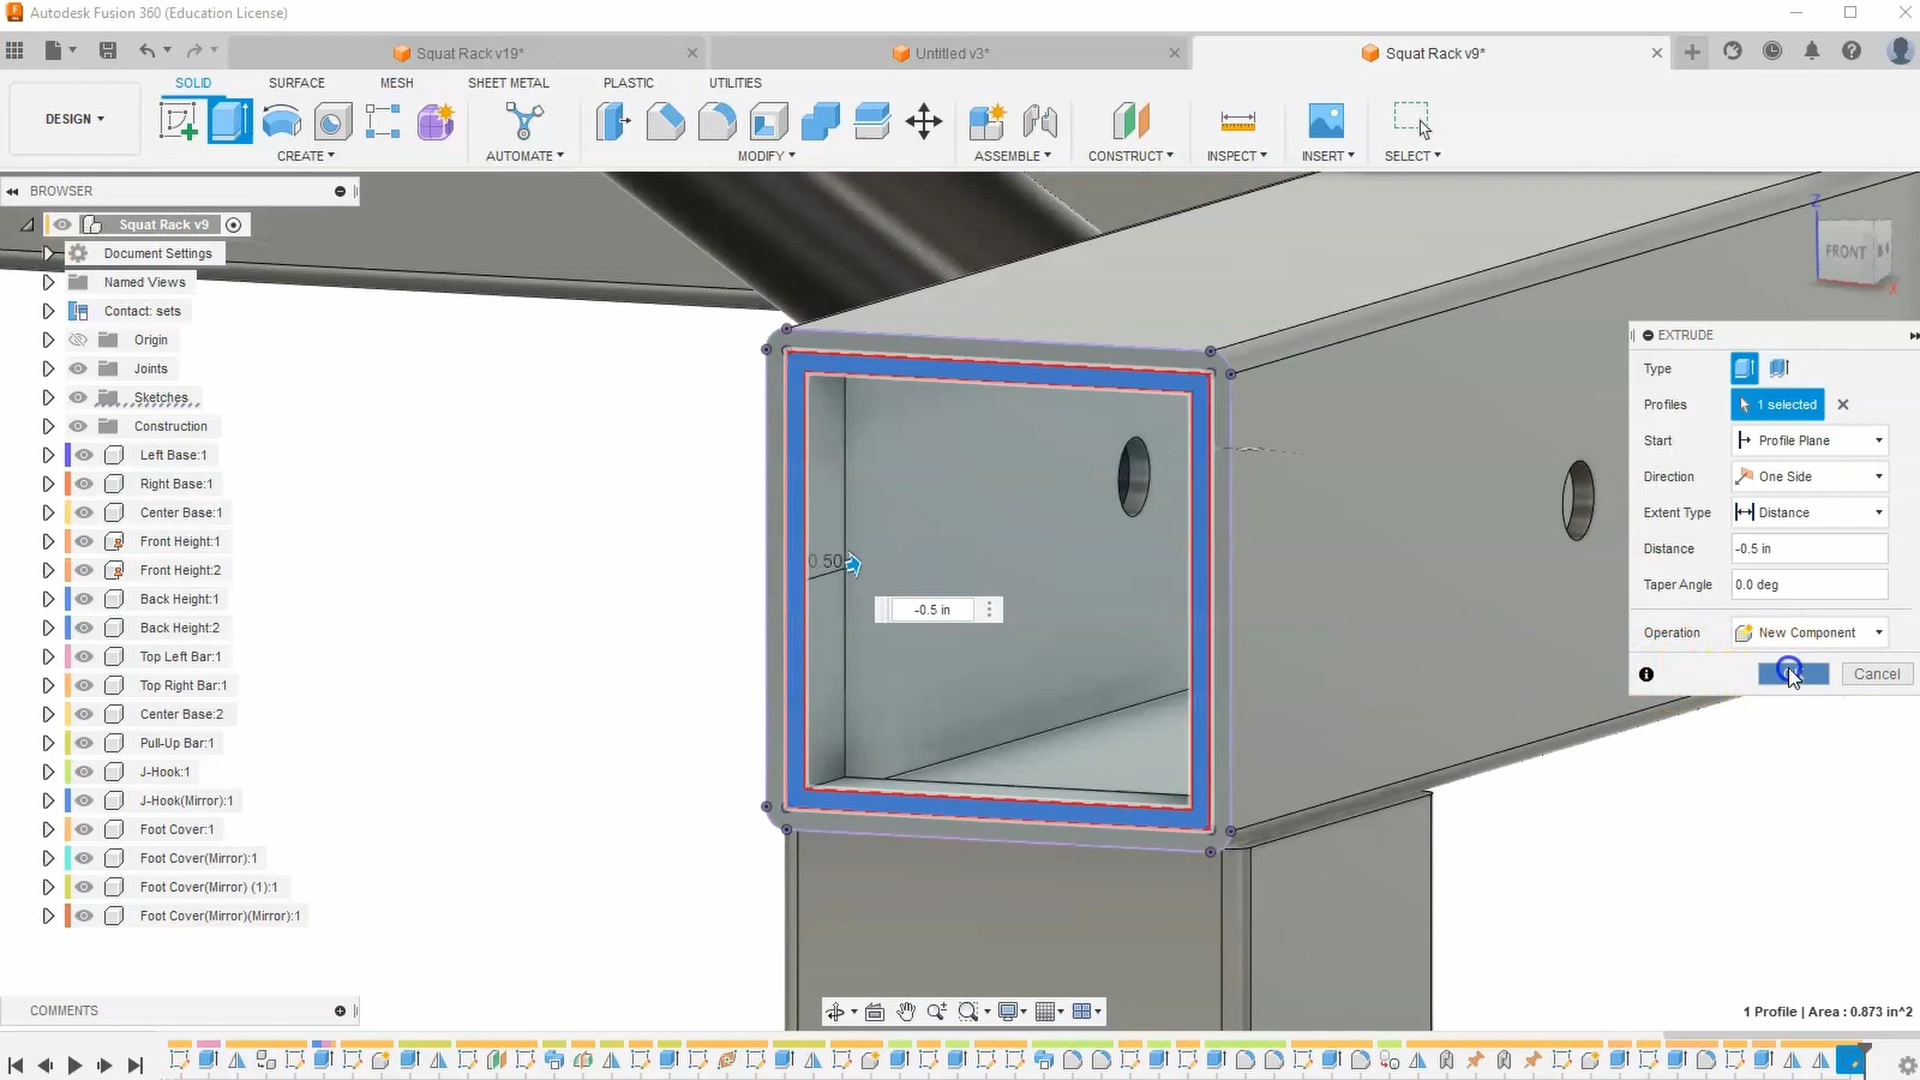 Autodesk Fusion 360 (Education License)
Squat Rack v19*
Untitled v3*
Squat Rack v9*
SOLID
SURFACE
MESH
SHEET METAL
PLASTIC
UTILITIES
DESIGN
CREATE
AUTOMATE
MODIFY
ASSEMBLE
CONSTRUCT
INSPECT
INSERT
SELECT
BROWSER
Squat Rack v9
Document Settings
Named Views
Contact: sets
Origin
Joints
Sketches
Construction
Left Base:1
Right Base:1
Center Base:1
Front Height:1
Front Height:2
Back Height:1
Back Height:2
Top Left Bar:1
Top Right Bar:1
Center Base:2
Pull-Up Bar:1
J-Hook:1
J-Hook(Mirror):1
Foot Cover:1
Foot Cover(Mirror):1
Foot Cover(Mirror) (1):1
Foot Cover(Mirror)(Mirror):1
COMMENTS
0.50
-0.5 in
Z
FRONT
X
EXTRUDE
Type
Profiles 1 selected
Start Profile Plane
Direction One Side
Extent Type Distance
Distance -0.5 in
Taper Angle 0.0 deg
Operation New Component
Cancel
1 Profile | Area : 0.873 in^2